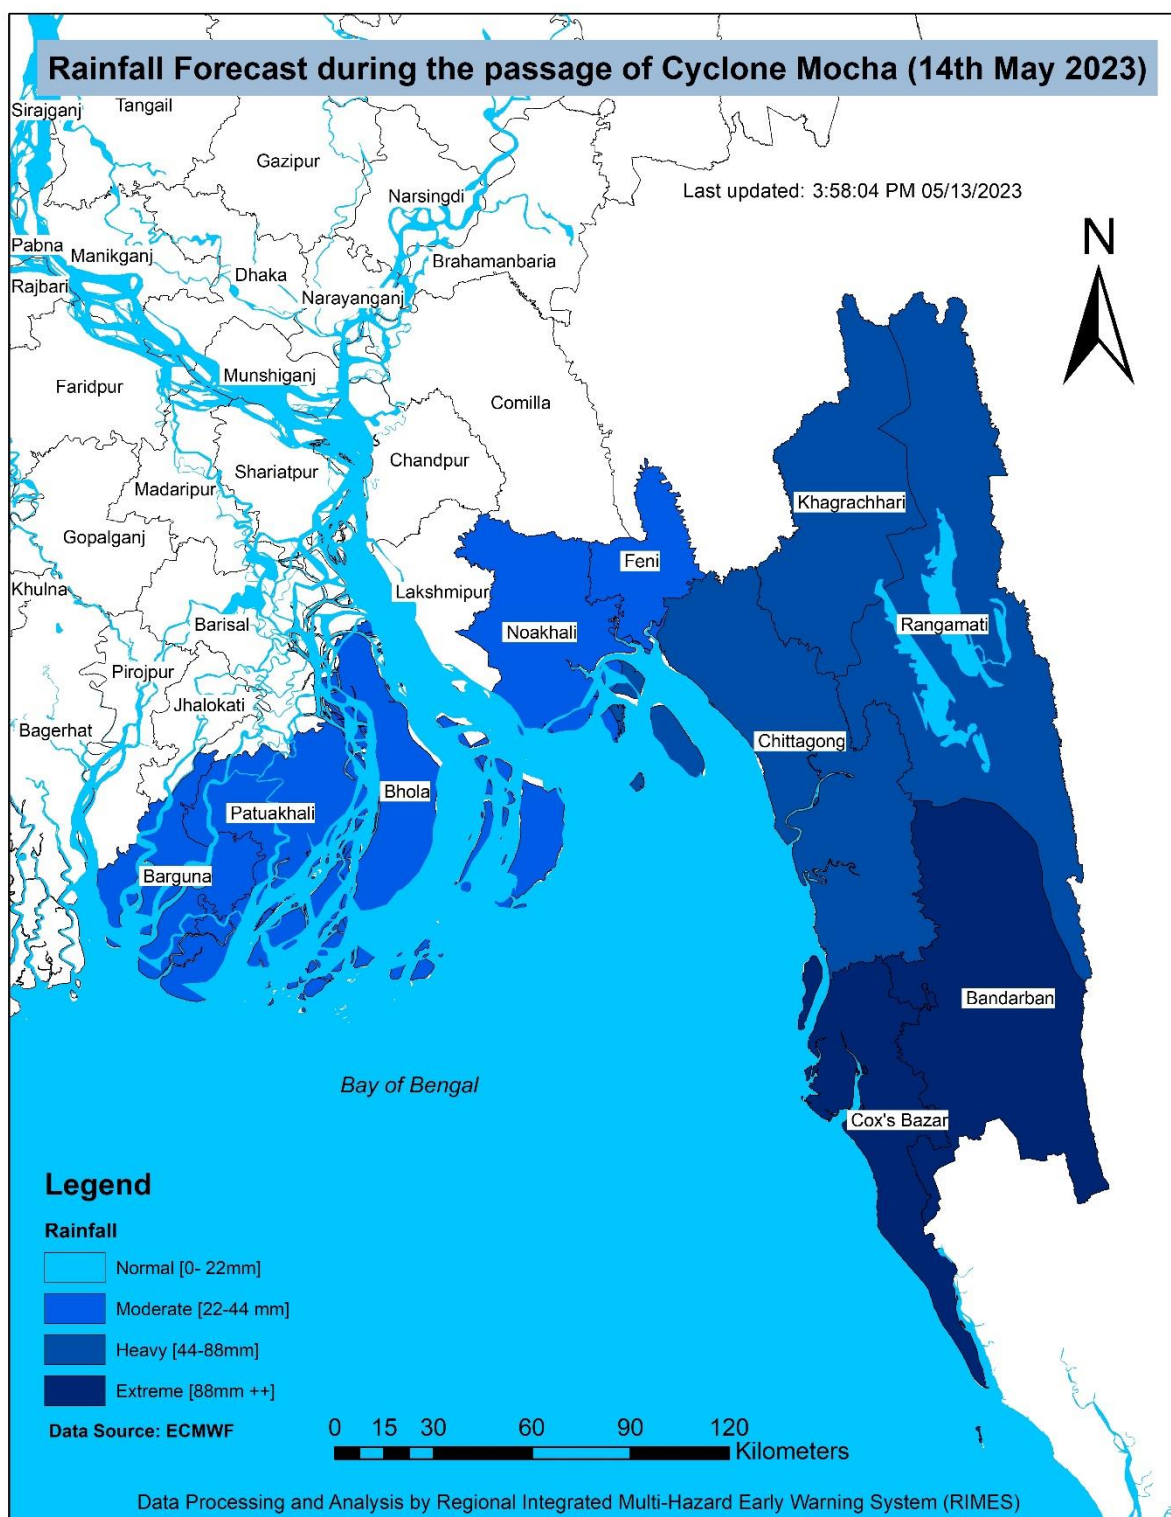 Rainfall Forecast during the passage of Cyclone Mocha (14th May 2023)
Sirajganj
Tangail
Gazipur
Last updated: 3:58:04 PM 05/13/2023
Narsingdi
N
Pabna
Manikganj
Dhaka
Brahamanbaria
Rajbari
Narayanganj
Faridpur
Munshiganj
Comilla
Shariatpur
Chandpur
Madaripur
Khagrachhari
Gopalganj
Feni
Khulna
Lakshmipur
Barisal
Noakhali
Rangamati
Pirojpur
Jhalokati
Bagerhat
Chittagong
Bhola
Patuakhali
Barguna
Bandarban
Bay of Bengal
Cox's Bazar
Legend
Rainfall
Normal [0- 22mm]
Moderate [22-44 mm]
Heavy [44-88mm]
Extreme [88mm ++]
Data Source: ECMWF
0 15 30 60 90 120
Kilometers
Data Processing and Analysis by Regional Integrated Multi-Hazard Early Warning System (RIMES)